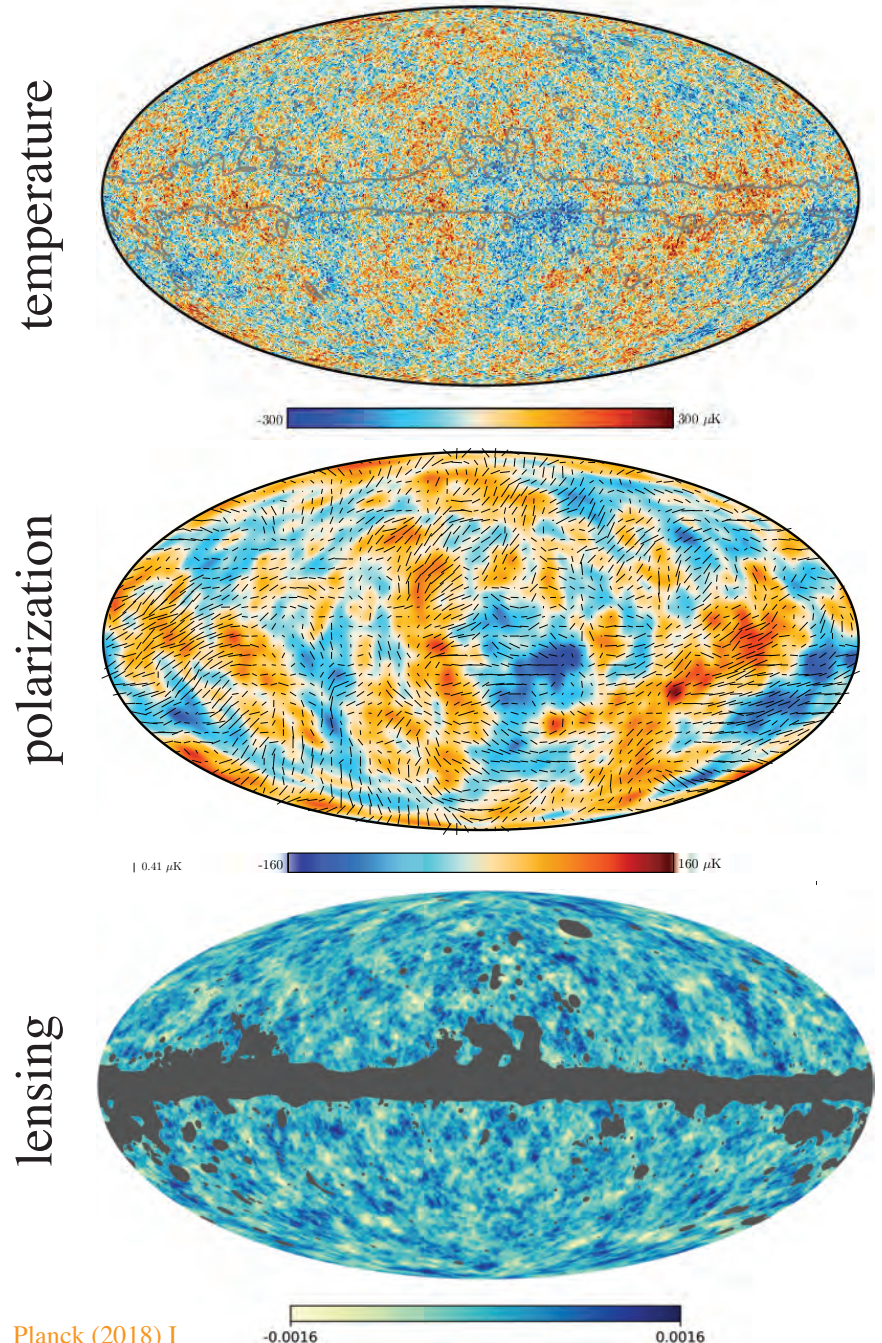 temperature
-300 300 μK
polarization
| 0.41 μK -160 160 μK
lensing
Planck (2018) I
-0.0016 0.0016